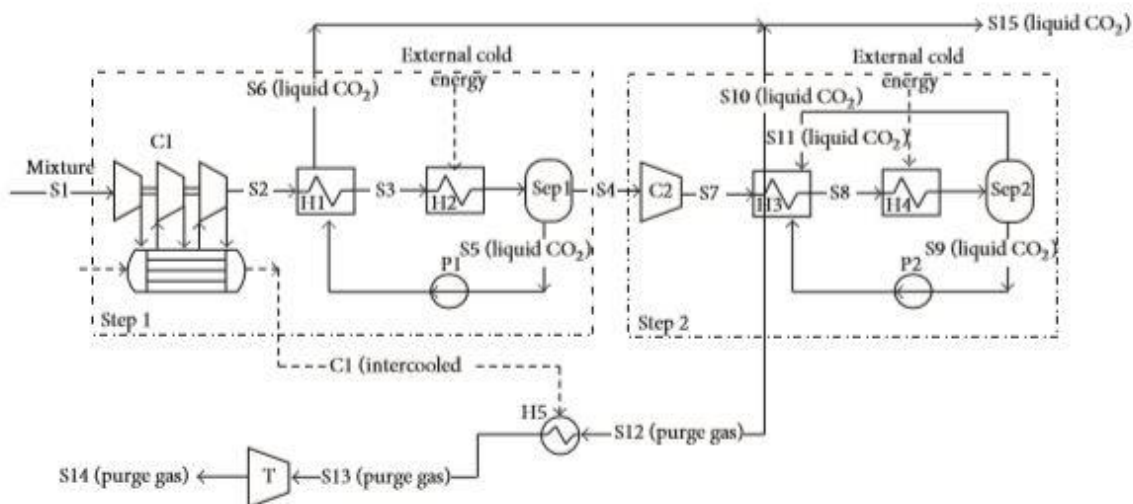 S15 (liquid CO₂)
External cold
energy
External cold
energy
S6 (liquid CO₂)
S10 (liquid CO₂)
C1
S11 (liquid CO₂)
Mixture
S1
S2
H1
S3
H2
Sep1
S4
C2
S7
H3
S8
H4
Sep2
S5 (liquid CO₂)
S9 (liquid CO₂)
P1
P2
Step 1
Step 2
C1 (intercooled
H5
S12 (purge gas)
S14 (purge gas)
T
S13 (purge gas)